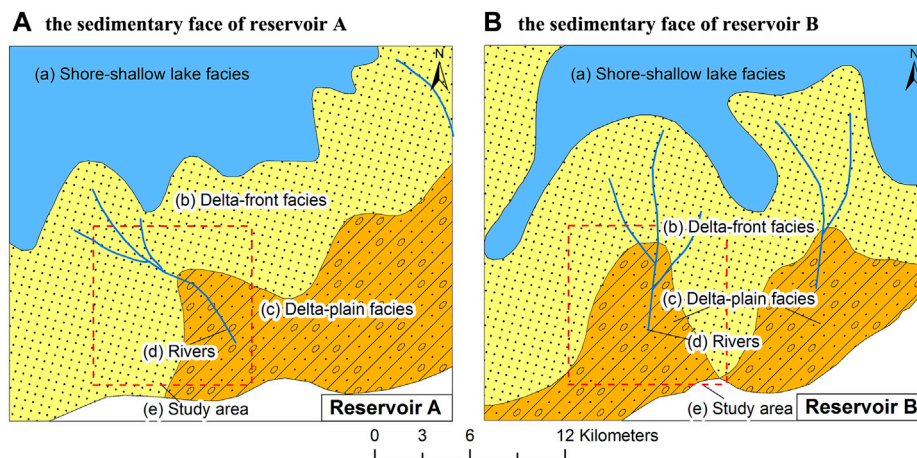 A the sedimentary face of reservoir A
N
(a) Shore-shallow lake facies
(b) Delta-front facies
(c) Delta-plain facies
(d) Rivers
(e) Study area
Reservoir A
B the sedimentary face of reservoir B
N
(a) Shore-shallow lake facies
(b) Delta-front facies
(c) Delta-plain facies
(d) Rivers
(e) Study area
Reservoir B
0 3 6 12 Kilometers